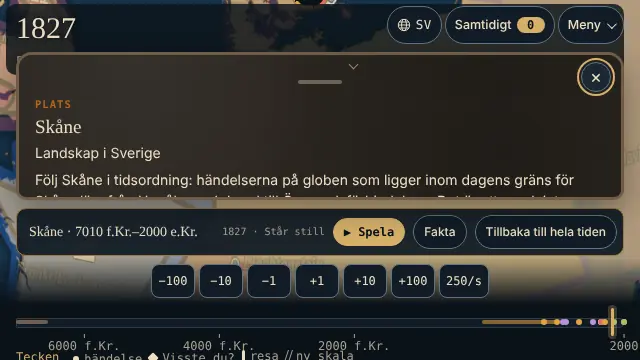 1827
SV
Samtidigt 0
Meny
×
PLATS
Skåne
Landskap i Sverige
Följ Skåne i tidsordning: händelserna på globen som ligger inom dagens gräns för
Skåne · 7010 f.Kr.–2000 e.Kr.
1827 · Står still
▶ Spela
Fakta
Tillbaka till hela tiden
−100
−10
−1
+1
+10
+100
250/s
6000 f.Kr.
4000 f.Kr.
2000 f.Kr.
2000
Tecken ● händelse ◆ Visste du? | resa // ny skala